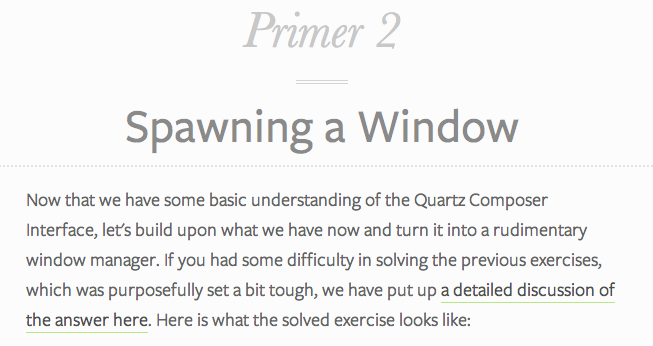 Primer 2
Spawning a Window
Now that we have some basic understanding of the Quartz Composer
Interface, let's build upon what we have now and turn it into a rudimentary
window manager. If you had some difficulty in solving the previous exercises,
which was purposefully set a bit tough, we have put up a detailed discussion of
the answer here. Here is what the solved exercise looks like: